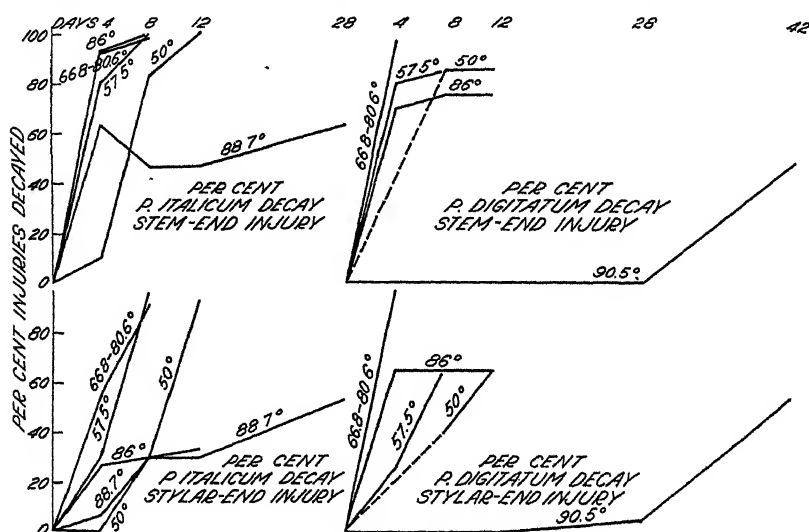 DAYS 4 8 12 28 4 8 12 28 42
PER CENT INJURIES DECAYED
100
80
60
40
20
0
86°
66.8-80.6°
57.5°
50°
88.7°
PER CENT
P. ITALICUM DECAY
STEM-END INJURY
66.8-80.6°
57.5°
50°
86°
PER CENT
P. DIGITATUM DECAY
STEM-END INJURY
90.5°
80
60
40
20
0
66.8-80.6°
57.5°
50°
86°
88.7°
88.7°
50°
PER CENT
P. ITALICUM DECAY
STYLAR-END INJURY
66.8-80.6°
86°
57.5°
50°
PER CENT
P. DIGITATUM DECAY
STYLAR-END INJURY
90.5°